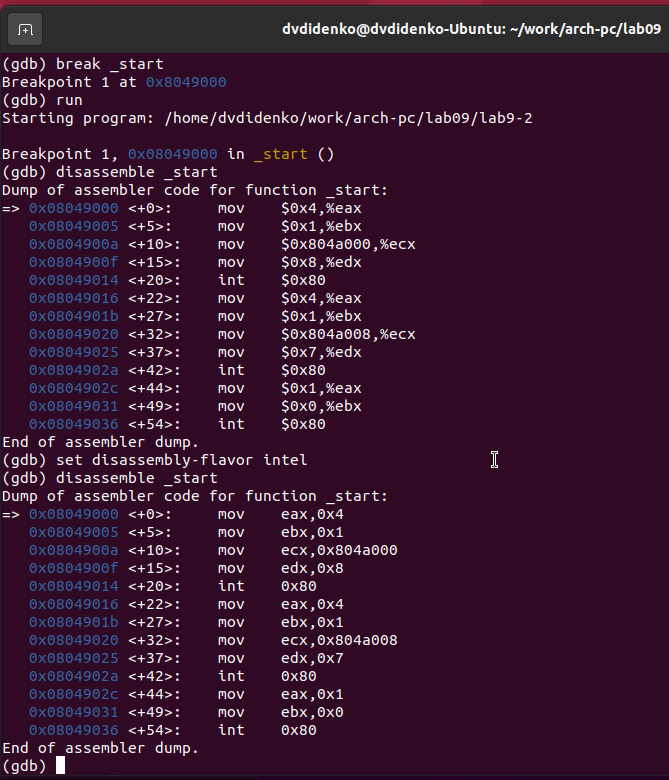 dvdidenko@dvdidenko-Ubuntu: ~/work/arch-pc/lab09
(gdb) break _start
Breakpoint 1 at 0x8049000
(gdb) run
Starting program: /home/dvdidenko/work/arch-pc/lab09/lab9-2

Breakpoint 1, 0x08049000 in _start ()
(gdb) disassemble _start
Dump of assembler code for function _start:
=> 0x08049000 <+0>:     mov    $0x4,%eax
   0x08049005 <+5>:     mov    $0x1,%ebx
   0x0804900a <+10>:    mov    $0x804a000,%ecx
   0x0804900f <+15>:    mov    $0x8,%edx
   0x08049014 <+20>:    int    $0x80
   0x08049016 <+22>:    mov    $0x4,%eax
   0x0804901b <+27>:    mov    $0x1,%ebx
   0x08049020 <+32>:    mov    $0x804a008,%ecx
   0x08049025 <+37>:    mov    $0x7,%edx
   0x0804902a <+42>:    int    $0x80
   0x0804902c <+44>:    mov    $0x1,%eax
   0x08049031 <+49>:    mov    $0x0,%ebx
   0x08049036 <+54>:    int    $0x80
End of assembler dump.
(gdb) set disassembly-flavor intel
(gdb) disassemble _start
Dump of assembler code for function _start:
=> 0x08049000 <+0>:     mov    eax,0x4
   0x08049005 <+5>:     mov    ebx,0x1
   0x0804900a <+10>:    mov    ecx,0x804a000
   0x0804900f <+15>:    mov    edx,0x8
   0x08049014 <+20>:    int    0x80
   0x08049016 <+22>:    mov    eax,0x4
   0x0804901b <+27>:    mov    ebx,0x1
   0x08049020 <+32>:    mov    ecx,0x804a008
   0x08049025 <+37>:    mov    edx,0x7
   0x0804902a <+42>:    int    0x80
   0x0804902c <+44>:    mov    eax,0x1
   0x08049031 <+49>:    mov    ebx,0x0
   0x08049036 <+54>:    int    0x80
End of assembler dump.
(gdb)